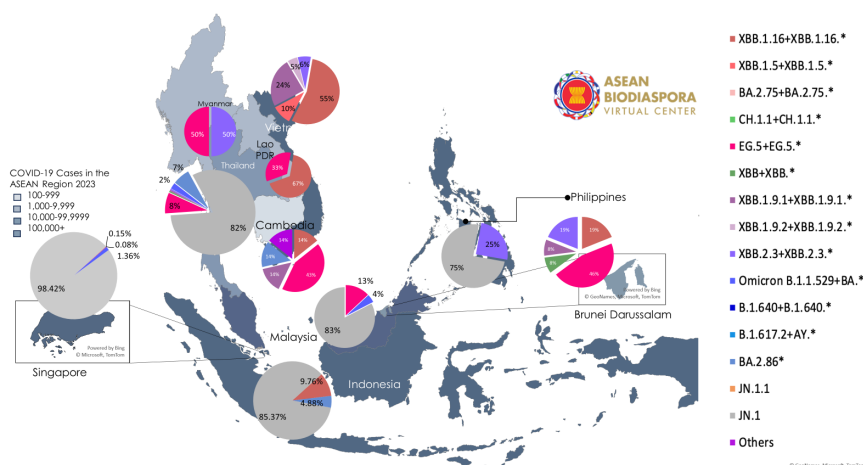 XBB.1.16+XBB.1.16.*
XBB.1.5+XBB.1.5.*
BA.2.75+BA.2.75.*
CH.1.1+CH.1.1.*
EG.5+EG.5.*
XBB+XBB.*
XBB.1.9.1+XBB.1.9.1.*
XBB.1.9.2+XBB.1.9.2.*
XBB.2.3+XBB.2.3.*
Omicron B.1.1.529+BA.*
B.1.640+B.1.640.*
B.1.617.2+AY.*
BA.2.86*
JN.1.1
JN.1
Others
ASEAN
BIODIASPORA
VIRTUAL CENTER
5%
6%
24%
55%
10%
Vietn
Myanmar
50%
50%
Lao
PDR
Thailand
33%
67%
COVID-19 Cases in the
ASEAN Region 2023
100-999
1,000-9,999
10,000-99,9999
100,000+
7%
2%
8%
82%
Cambodia
14%
14%
14%
14%
43%
0.15%
0.08%
1.36%
98.42%
Powered by Bing
© Microsoft, TomTom
Singapore
Philippines
25%
75%
19%
19%
8%
8%
46%
Powered by Bing
© GeoNames, Microsoft, TomTom
Brunei Darussalam
13%
4%
83%
Malaysia
Indonesia
9.76%
4.88%
85.37%
© GeoNames, Microsoft, TomTom